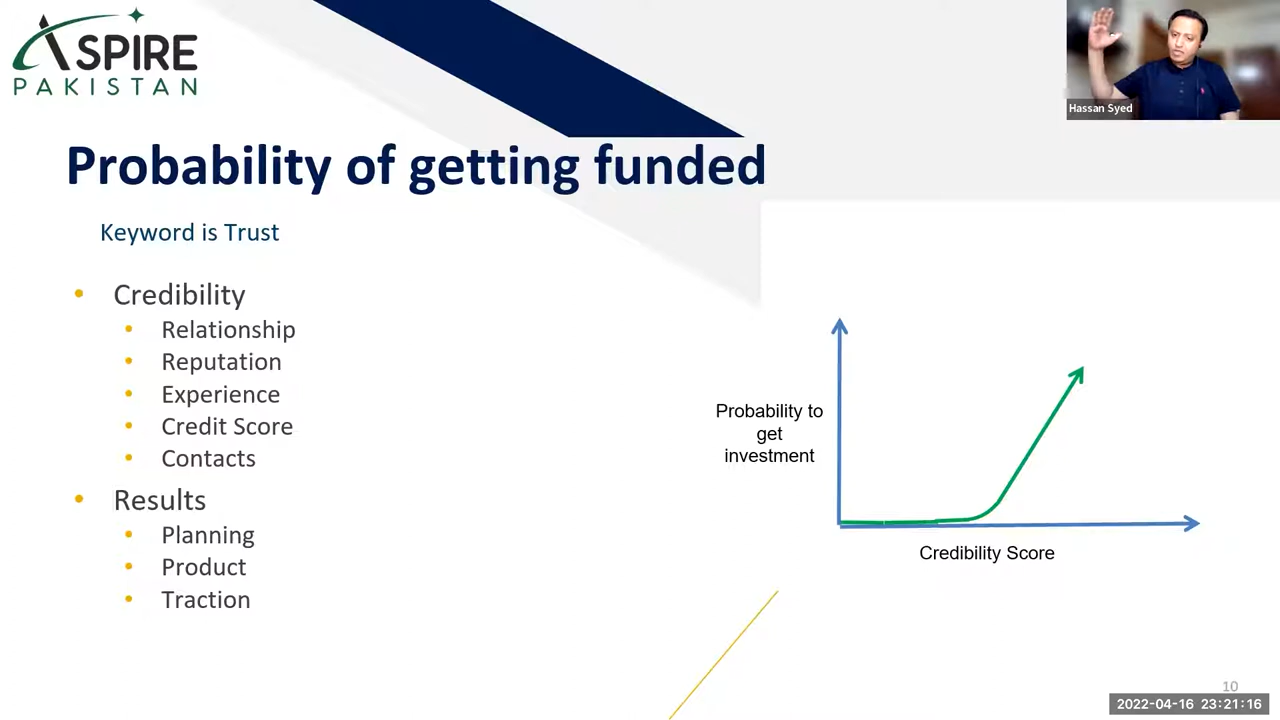 ASPIRE
PAKISTAN
Hassan Syed
Probability of getting funded
Keyword is Trust
• Credibility
• Relationship
• Reputation
• Experience
• Credit Score
• Contacts
• Results
• Planning
• Product
• Traction
Probability to
get
investment
Credibility Score
10
2022-04-16 23:21:16